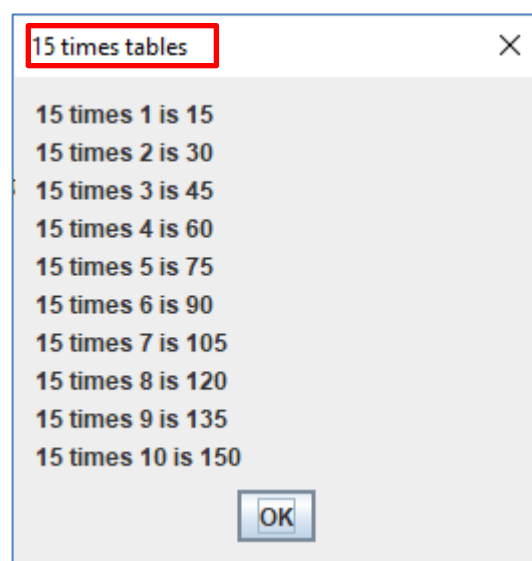 15 times tables
15 times 1 is 15
15 times 2 is 30
15 times 3 is 45
15 times 4 is 60
15 times 5 is 75
15 times 6 is 90
15 times 7 is 105
15 times 8 is 120
15 times 9 is 135
15 times 10 is 150
OK